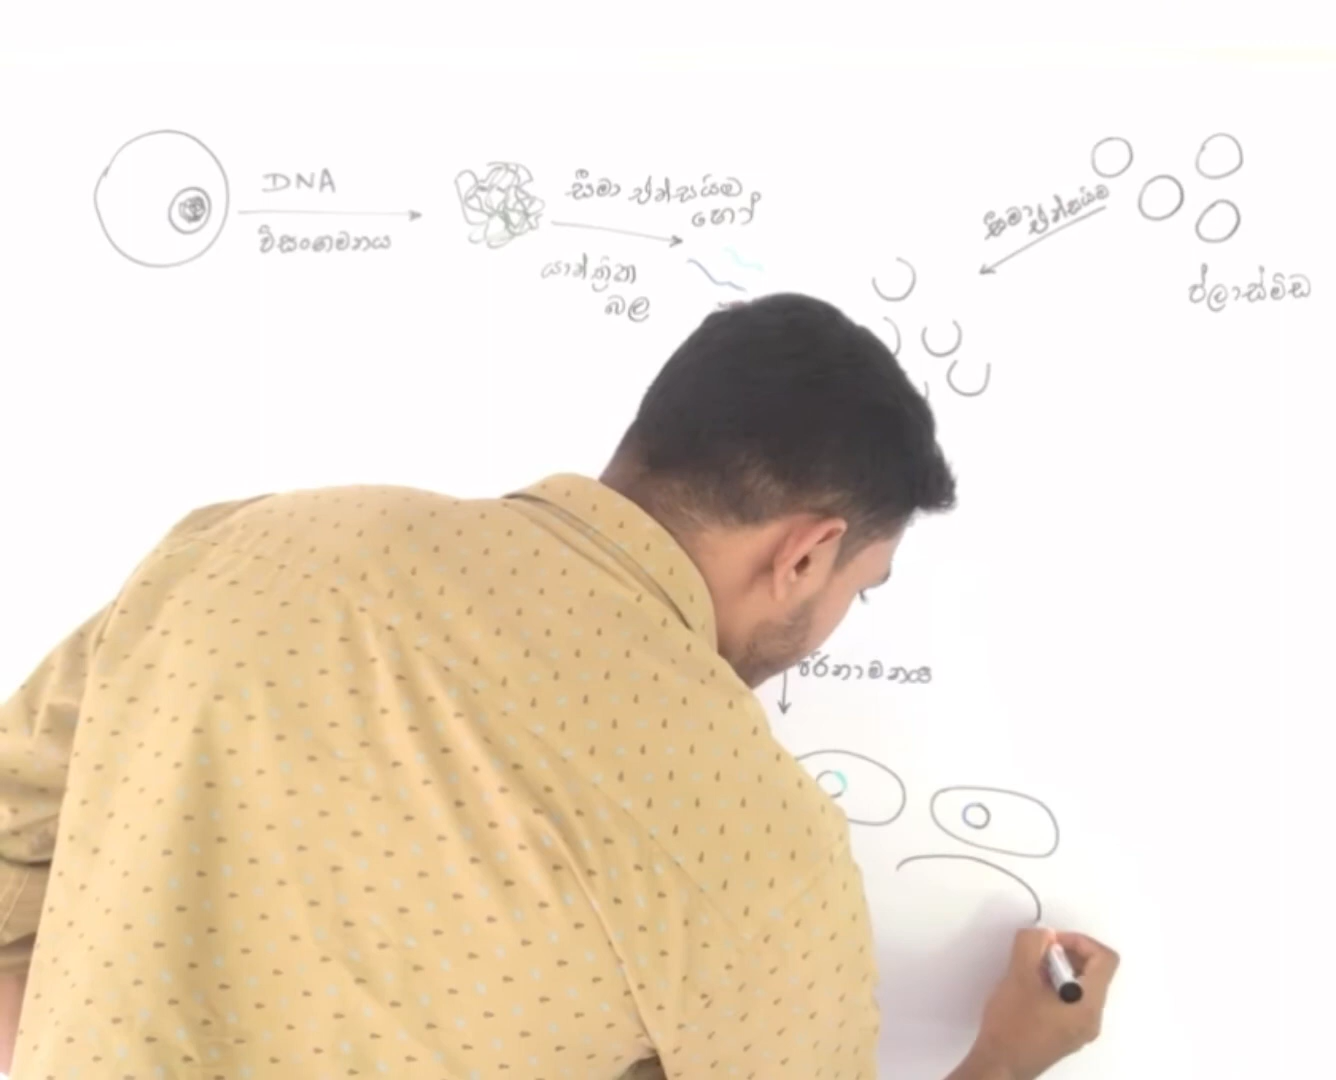 DNA
විසංගමනය
සීමා එන්සයිම
හෝ
යාන්ත්‍රික
බල
සීමා එන්සයිම
ප්ලාස්මිඩ
පරිනාමනය